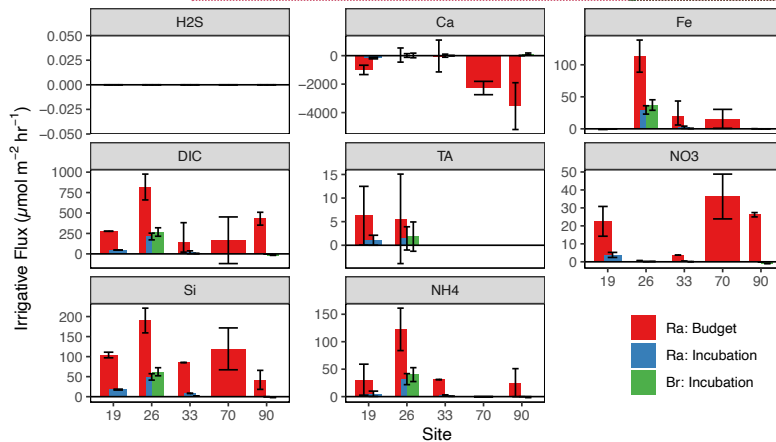 H2S
Ca
Fe
0.050
0.025
0.000
−0.025
−0.050
0
−2000
−4000
100
50
0
DIC
TA
NO3
1000
750
500
250
0
15
10
5
0
50
40
30
20
10
0
19 26 33 70 90
Si
NH4
200
150
100
50
0
150
100
50
0
19 26 33 70 90
19 26 33 70 90
Irrigative Flux (μmol m−2 hr−1)
Site
Ra: Budget
Ra: Incubation
Br: Incubation